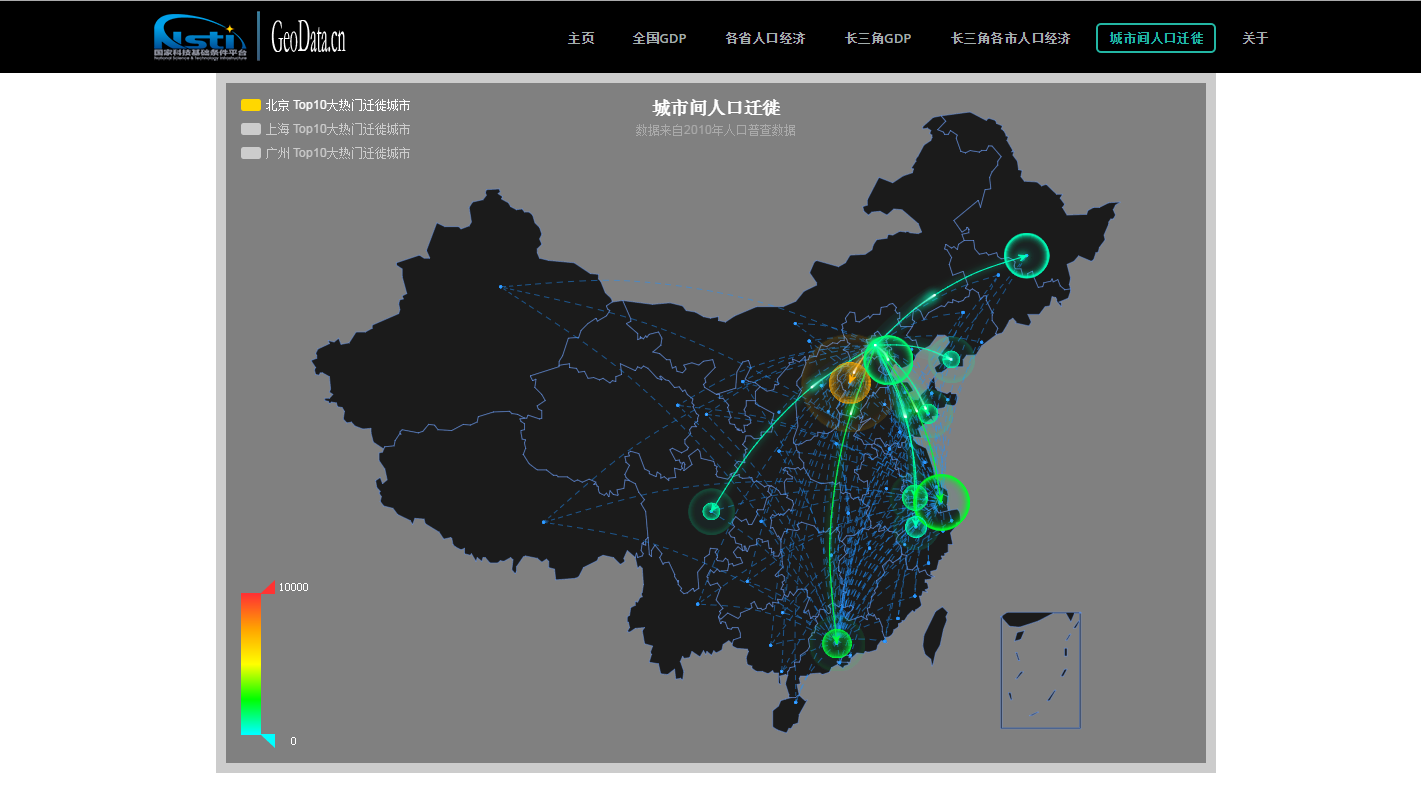 Nsti
国家科技基础条件平台
National Science & Technology Infrastructure
GeoData.cn
主页
全国GDP
各省人口经济
长三角GDP
长三角各市人口经济
城市间人口迁徙
关于
北京 Top10大热门迁徙城市
上海 Top10大热门迁徙城市
广州 Top10大热门迁徙城市
城市间人口迁徙
数据来自2010年人口普查数据
10000
0